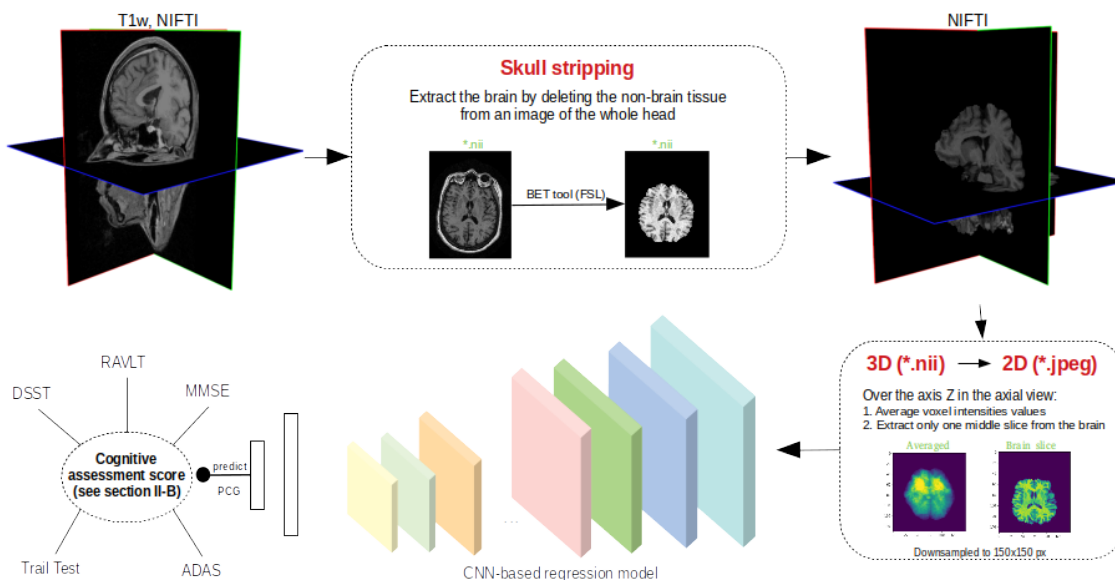 T1w, NIFTI
Skull stripping
Extract the brain by deleting the non-brain tissue
from an image of the whole head
*.nii
*.nii
BET tool (FSL)
NIFTI
3D (*.nii) 2D (*.jpeg)
Over the axis Z in the axial view:
1. Average voxel intensities values
2. Extract only one middle slice from the brain
Averaged
Brain slice
Downsampled to 150x150 px
...
CNN-based regression model
predict
PCG
RAVLT
DSST
MMSE
Cognitive
assessment score
(see section II-B)
Trail Test
ADAS